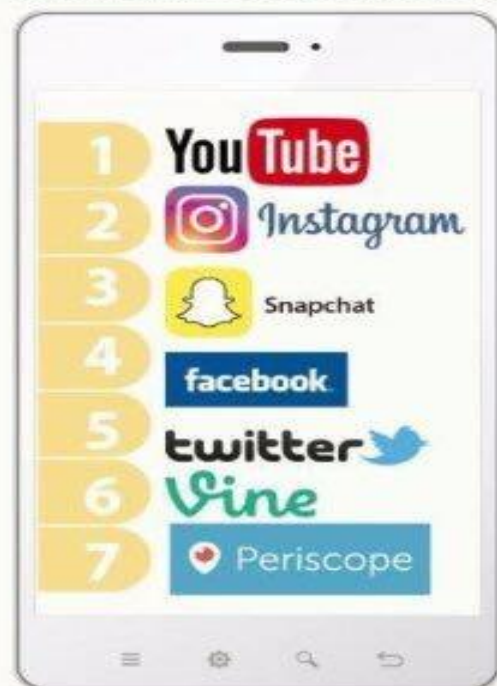 1 YouTube
2 Instagram
3 Snapchat
4 facebook
5 twitter
6 Vine
7 Periscope